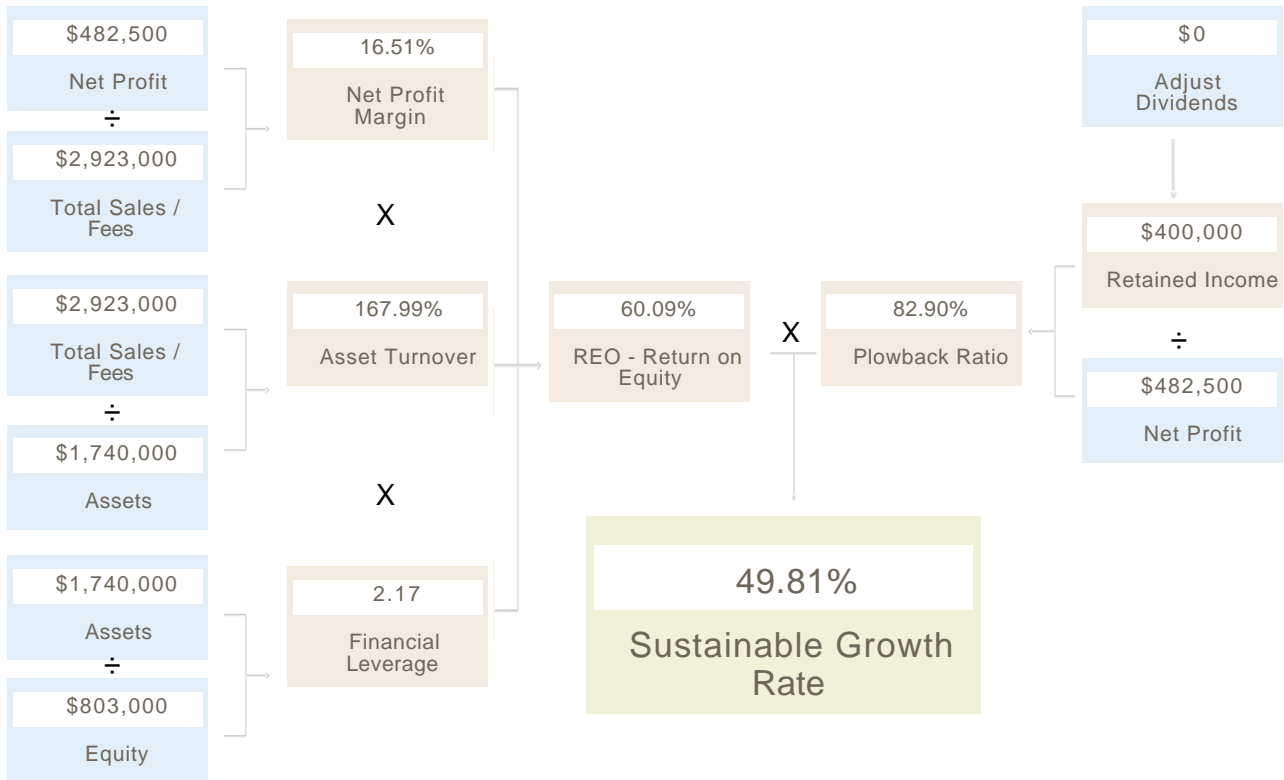 $482,500
Net Profit
÷
$2,923,000
Total Sales /
Fees
16.51%
Net Profit
Margin
X
$2,923,000
Total Sales /
Fees
÷
$1,740,000
Assets
167.99%
Asset Turnover
X
$1,740,000
Assets
÷
$803,000
Equity
2.17
Financial
Leverage
60.09%
REO - Return on
Equity
X
82.90%
Plowback Ratio
$0
Adjust
Dividends
$400,000
Retained Income
÷
$482,500
Net Profit
49.81%
Sustainable Growth
Rate